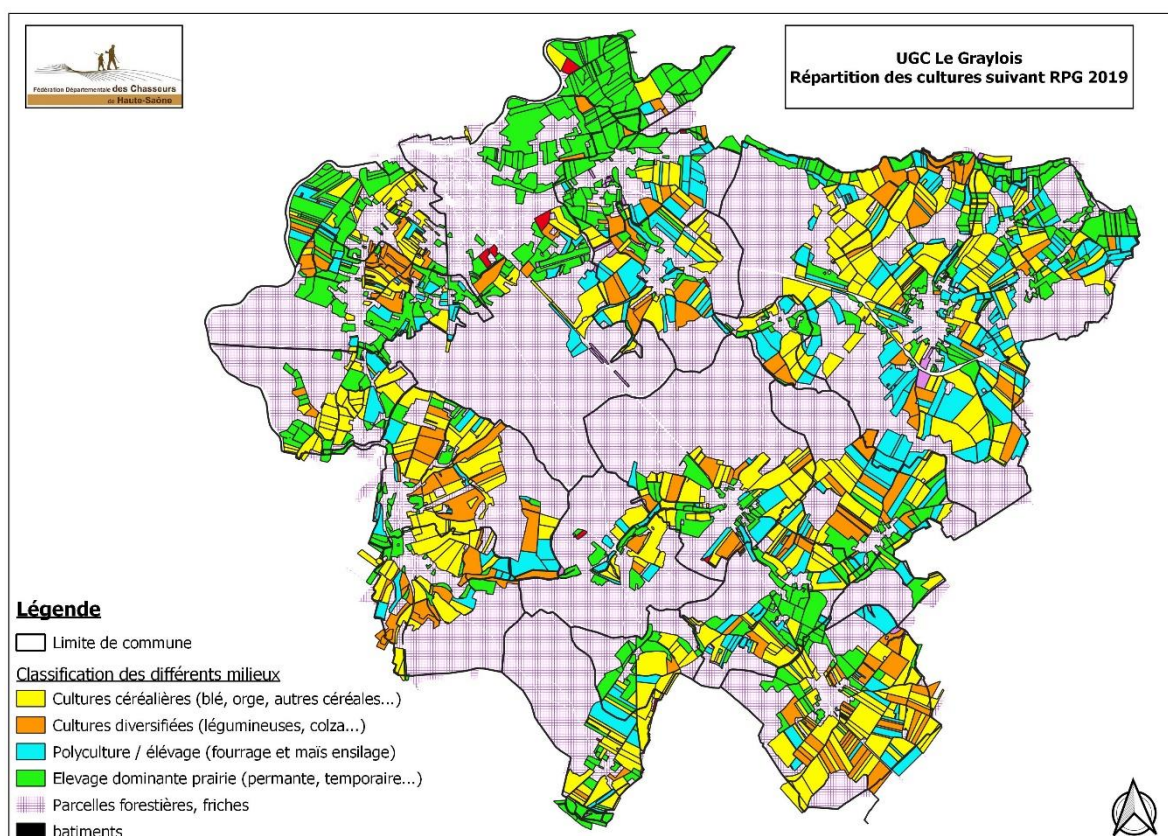 Fédération Départementale des Chasseurs
de Haute-Saône
UGC Le Graylois
Répartition des cultures suivant RPG 2019
Légende
Limite de commune
Classification des différents milieux
Cultures céréalières (blé, orge, autres céréales...)
Cultures diversifiées (légumineuses, colza...)
Polyculture / élévage (fourrage et maïs ensilage)
Elevage dominante prairie (permante, temporaire...)
Parcelles forestières, friches
batiments